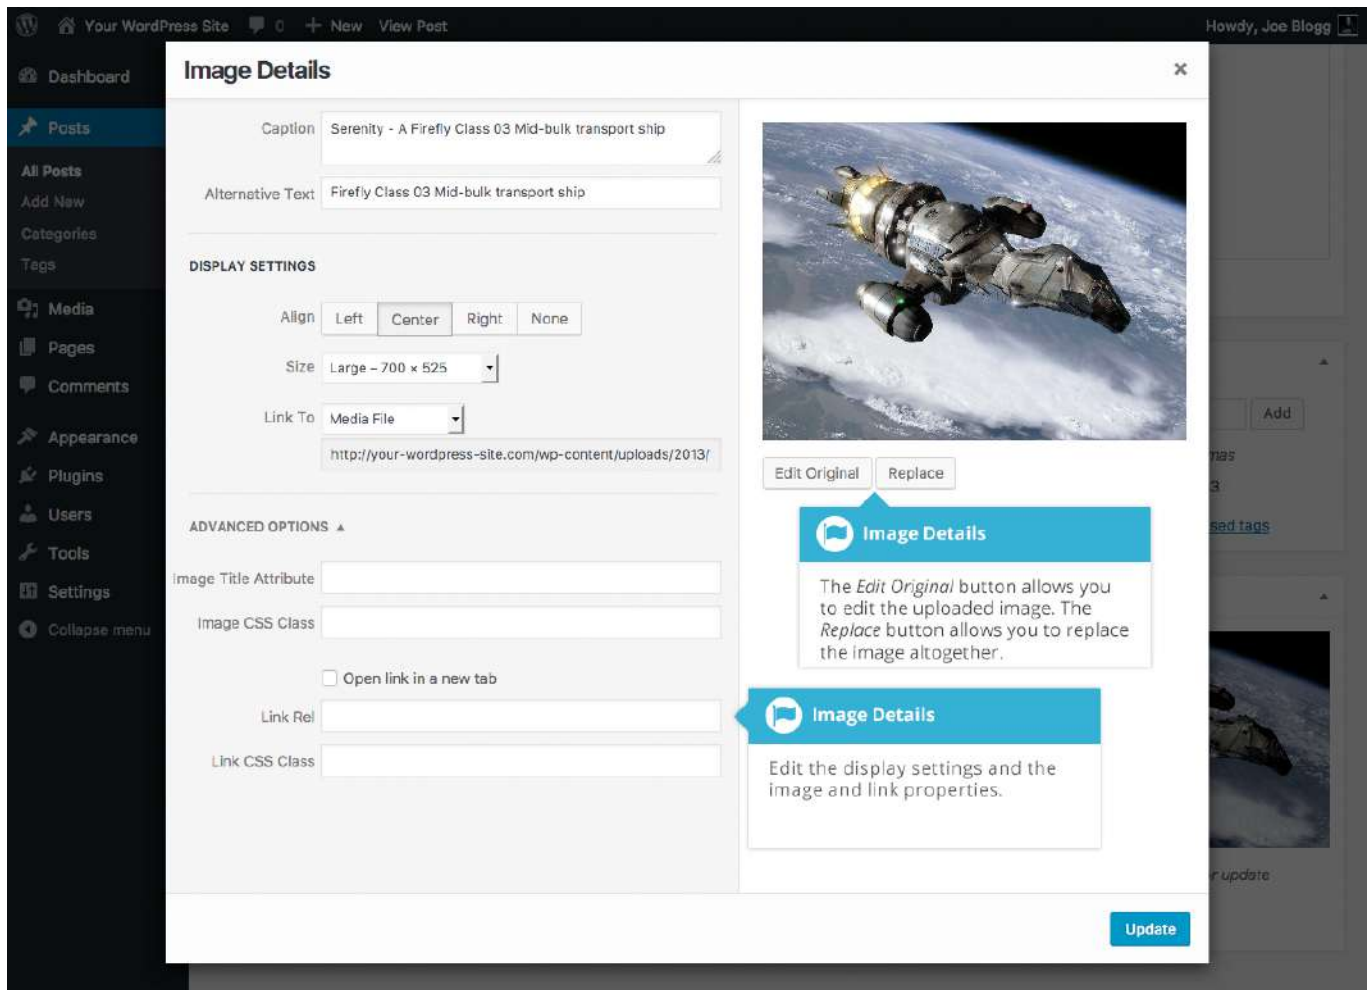 Your WordPress Site 0 + New View Post Howdy, Joe Blogg
Dashboard
Posts
All Posts
Add New
Categories
Tags
Media
Pages
Comments
Appearance
Plugins
Users
Tools
Settings
Collapse menu
Image Details ×
Caption Serenity - A Firefly Class 03 Mid-bulk transport ship
Alternative Text Firefly Class 03 Mid-bulk transport ship
DISPLAY SETTINGS
Align Left Center Right None
Size Large – 700 × 525
Link To Media File
http://your-wordpress-site.com/wp-content/uploads/2013/
ADVANCED OPTIONS ▲
Image Title Attribute
Image CSS Class
Open link in a new tab
Link Rel
Link CSS Class
Edit Original Replace
Image Details
The Edit Original button allows you
to edit the uploaded image. The
Replace button allows you to replace
the image altogether.
Image Details
Edit the display settings and the
image and link properties.
Update
Add
mas
3
sed tags
r update